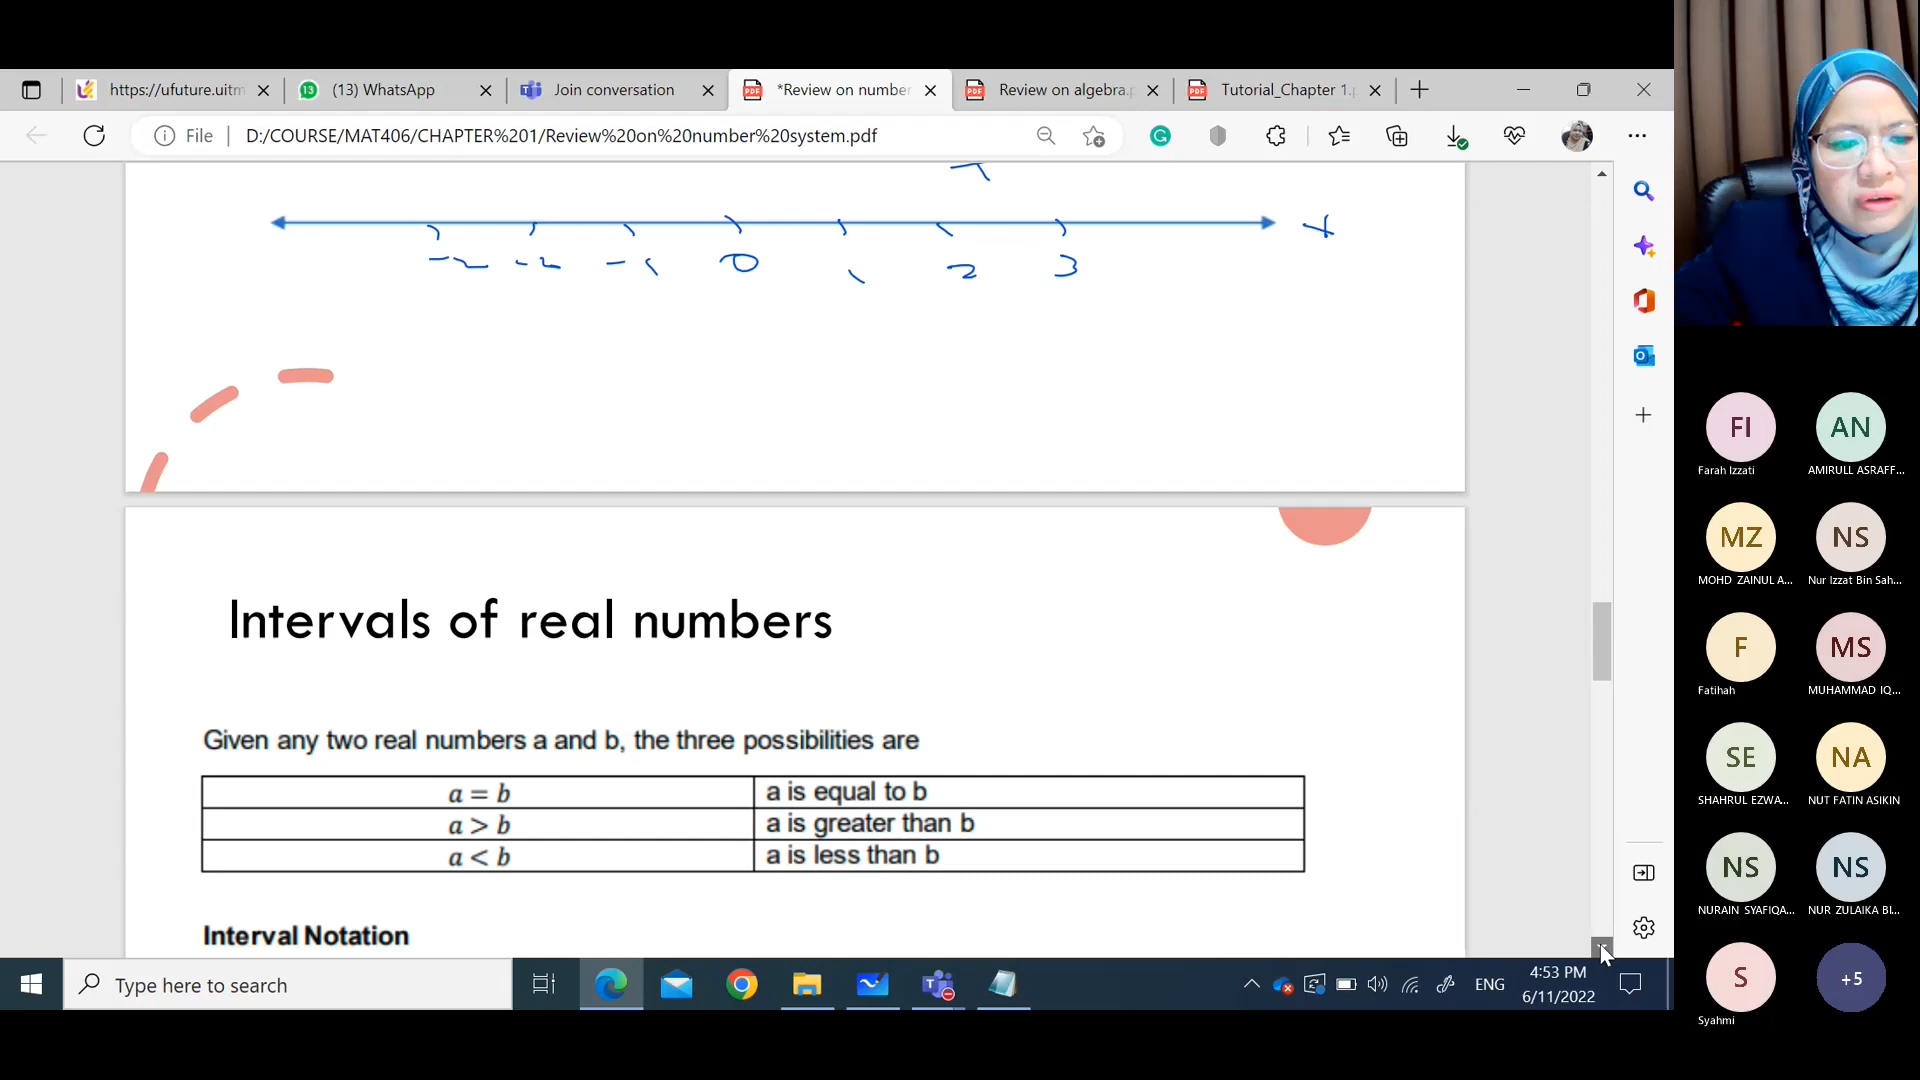 https://ufuture.uitm
(13) WhatsApp
Join conversation
*Review on number
Review on algebra.p
Tutorial_Chapter 1.p
File
D:/COURSE/MAT406/CHAPTER%201/Review%20on%20number%20system.pdf
-2 -2 -1 0 1 2 3
Intervals of real numbers
Given any two real numbers a and b, the three possibilities are
a = b a is equal to b
a > b a is greater than b
a < b a is less than b
Interval Notation
FI AN
Farah Izzati AMIRULL ASRAFF...
MZ NS
MOHD ZAINUL A... Nur Izzat Bin Sah...
F MS
Fatihah MUHAMMAD IQ...
SE NA
SHAHRUL EZWA... NUT FATIN ASIKIN
NS NS
NURAIN SYAFIQA... NUR ZULAIKA BI...
S +5
Syahmi
Type here to search
ENG
4:53 PM
6/11/2022